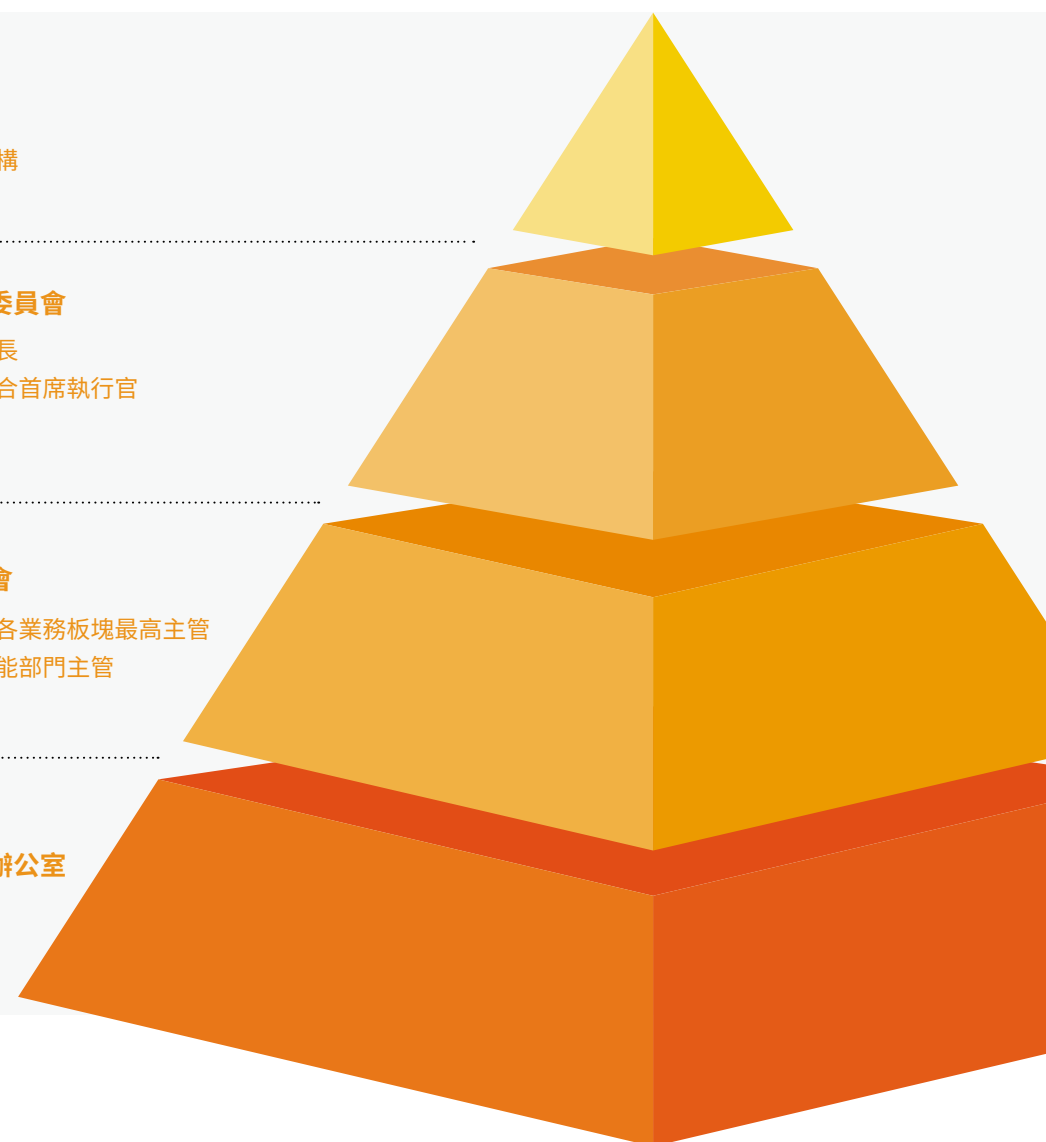 構
委員會
長
合首席執行官
會
各業務板塊最高主管
能部門主管
辦公室